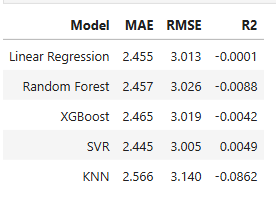 Model MAE RMSE R2
Linear Regression 2.455 3.013 -0.0001
Random Forest 2.457 3.026 -0.0088
XGBoost 2.465 3.019 -0.0042
SVR 2.445 3.005 0.0049
KNN 2.566 3.140 -0.0862